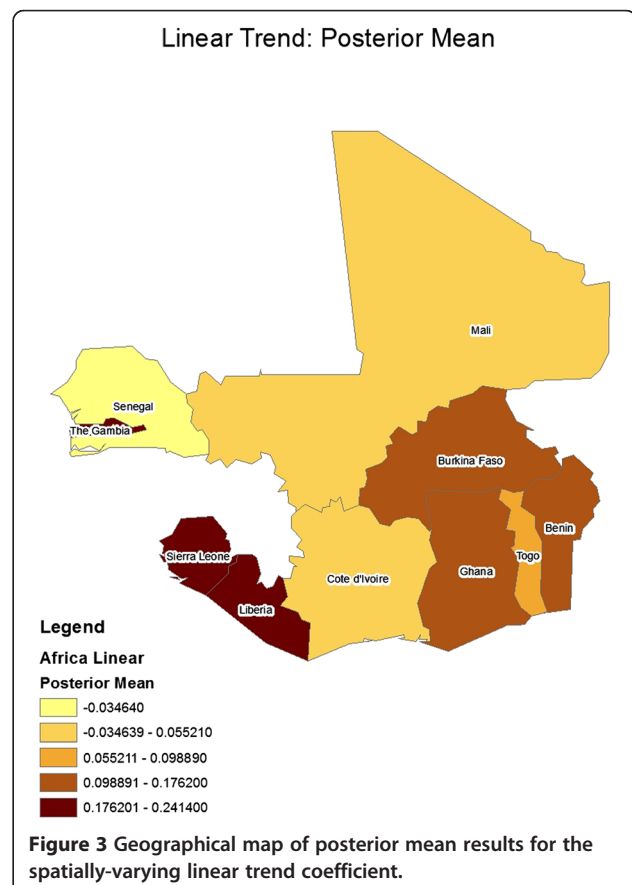 Linear Trend: Posterior Mean
Mali
Senegal
The Gambia
Burkina Faso
Benin
Togo
Ghana
Sierra Leone
Cote d'Ivoire
Liberia
Legend
Africa Linear
Posterior Mean
-0.034640
-0.034639 - 0.055210
0.055211 - 0.098890
0.098891 - 0.176200
0.176201 - 0.241400
Figure 3 Geographical map of posterior mean results for the
spatially-varying linear trend coefficient.